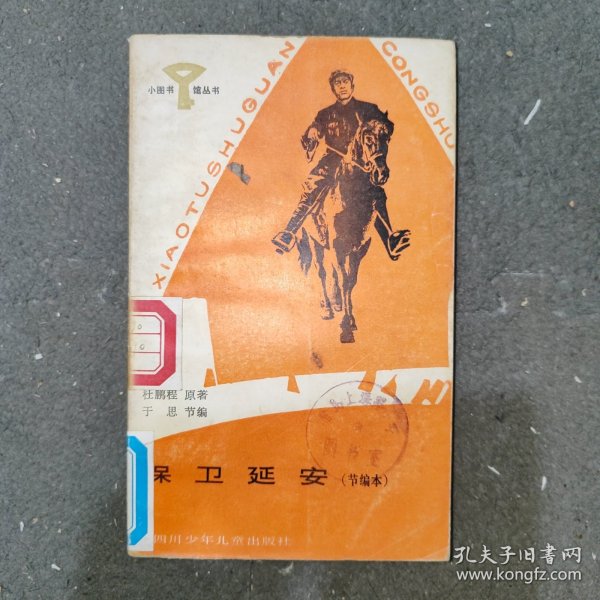 小图书 馆丛书
XIAOTUSHUGUAN CONGSHU
杜鹏程 原著
于思 节编
保卫延安(节编本)
四川少年儿童出版社
孔夫子旧书网
www.kongfz.com